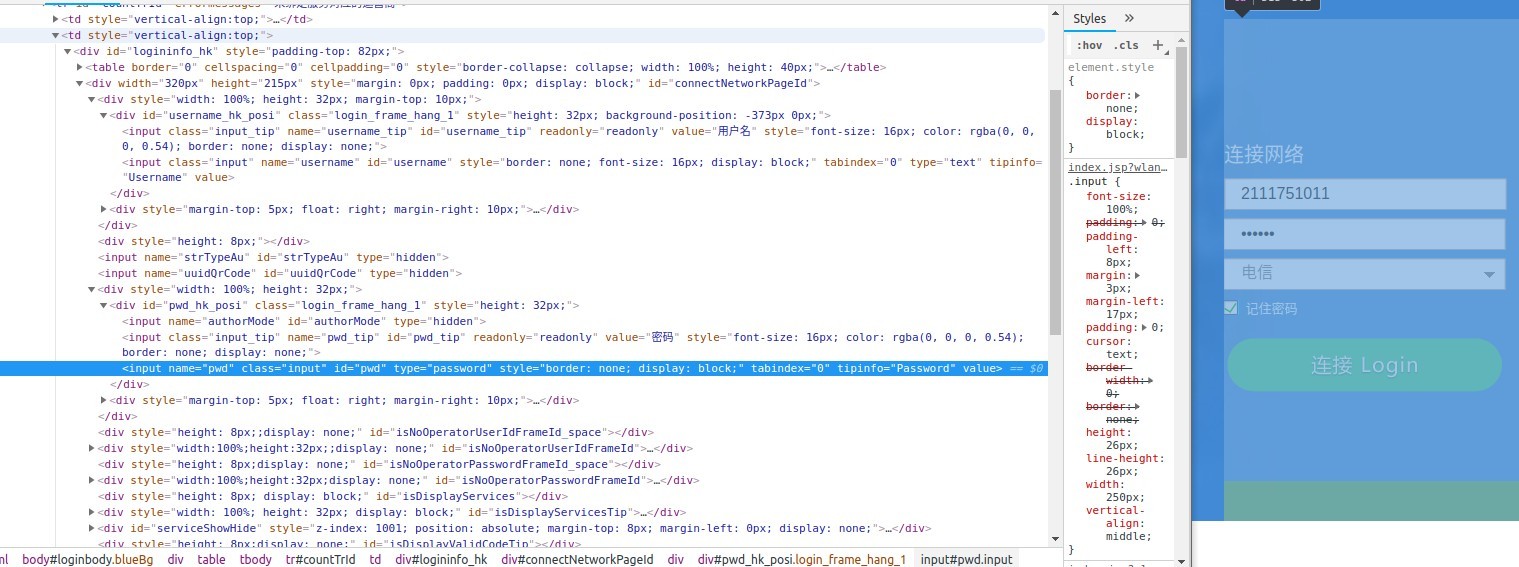 <td style="vertical-align:top;">…</td>
<td style="vertical-align:top;">
<div id="logininfo_hk" style="padding-top: 82px;">
<table border="0" cellspacing="0" cellpadding="0" style="border-collapse: collapse; width: 100%; height: 40px;">…</table>
<div width="320px" height="215px" style="margin: 0px; padding: 0px; display: block;" id="connectNetworkPageId">
<div style="width: 100%; height: 32px; margin-top: 10px;">
<div id="username_hk_posi" class="login_frame_hang_1" style="height: 32px; background-position: -373px 0px;">
<input class="input_tip" name="username_tip" id="username_tip" readonly="readonly" value="用户名" style="font-size: 16px; color: rgba(0, 0,
0, 0.54); border: none; display: none;">
<input class="input" name="username" id="username" style="border: none; font-size: 16px; display: block;" tabindex="0" type="text" tipinfo=
"Username" value>
</div>
<div style="margin-top: 5px; float: right; margin-right: 10px;">…</div>
</div>
<div style="height: 8px;"></div>
<input name="strTypeAu" id="strTypeAu" type="hidden">
<input name="uuidQrCode" id="uuidQrCode" type="hidden">
<div style="width: 100%; height: 32px;">
<div id="pwd_hk_posi" class="login_frame_hang_1" style="height: 32px;">
<input name="authorMode" id="authorMode" type="hidden">
<input class="input_tip" name="pwd_tip" id="pwd_tip" readonly="readonly" value="密码" style="font-size: 16px; color: rgba(0, 0, 0, 0.54);
border: none; display: none;">
<input name="pwd" class="input" id="pwd" type="password" style="border: none; display: block;" tabindex="0" tipinfo="Password" value> == $0
</div>
<div style="margin-top: 5px; float: right; margin-right: 10px;">…</div>
</div>
<div style="height: 8px;;display: none;" id="isNoOperatorUserIdFrameId_space"></div>
<div style="width:100%;height:32px;;display: none;" id="isNoOperatorUserIdFrameId">…</div>
<div style="height: 8px;display: none;" id="isNoOperatorPasswordFrameId_space"></div>
<div style="width:100%;height:32px;display: none;" id="isNoOperatorPasswordFrameId">…</div>
<div style="height: 8px; display: block;" id="isDisplayServices"></div>
<div style="width: 100%; height: 32px; display: block;" id="isDisplayServicesTip">…</div>
<div id="serviceShowHide" style="z-index: 1001; position: absolute; margin-top: 8px; margin-left: 0px; display: none;">…</div>
<div style="height: 8px;display: none;" id="isDisplayValidCodeTip"></div>
body#loginbody.blueBg div table tbody tr#countTrId td div#logininfo_hk div#connectNetworkPageId div div#pwd_hk_posi.login_frame_hang_1 input#pwd.input
Styles »
:hov .cls +
element.style
{
border:
none;
display:
block;
}
index.jsp?wlan…
.input {
font-size:
100%;
padding: 0;
padding-
left:
8px;
margin:
3px;
margin-left:
17px;
padding: 0;
cursor:
text;
border-
width:
0;
border:
none;
height:
26px;
line-height:
26px;
width:
250px;
vertical-
align:
middle;
}
连接网络
2111751011
••••••
电信
记住密码
连接 Login